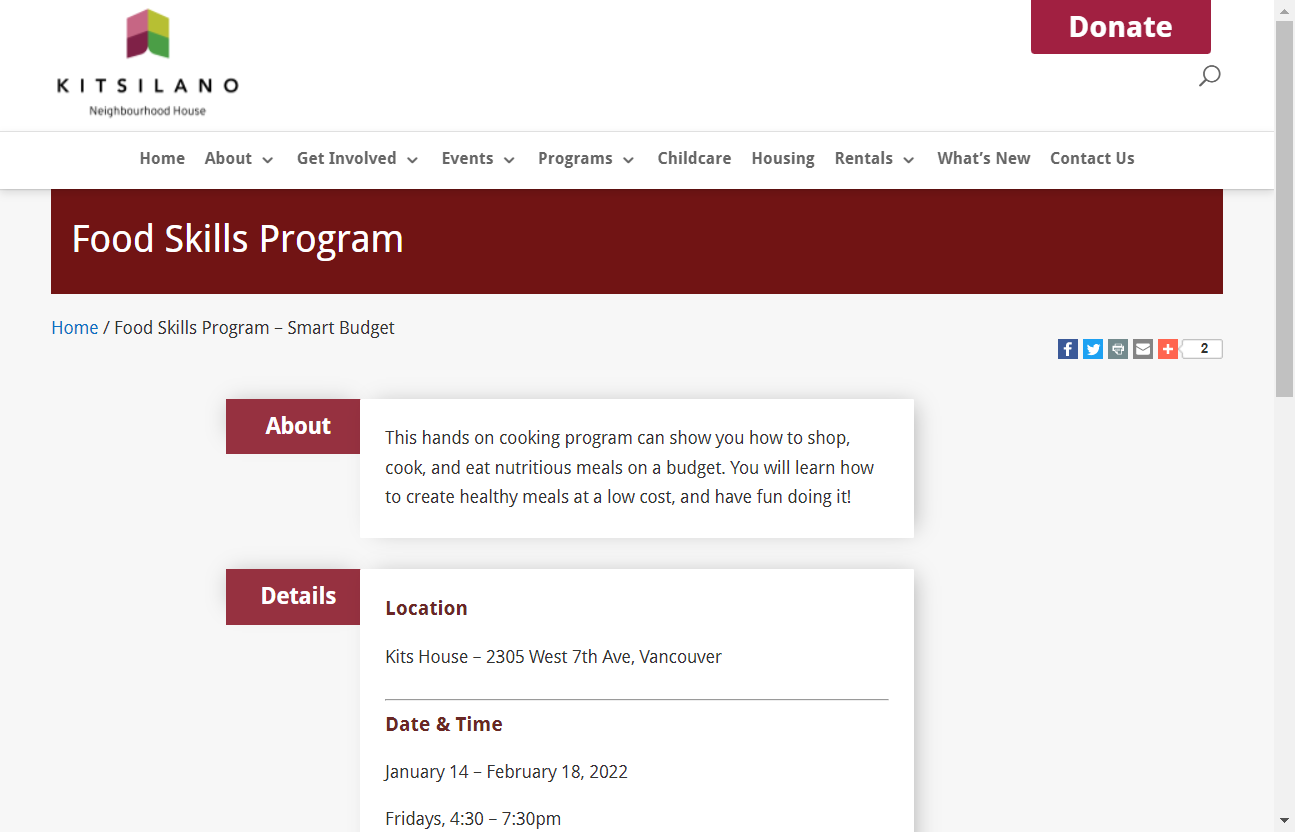 Donate
KITSILANO
Neighbourhood House
Home About Get Involved Events Programs Childcare Housing Rentals What's New Contact Us
Food Skills Program
Home / Food Skills Program – Smart Budget
2
About
This hands on cooking program can show you how to shop,
cook, and eat nutritious meals on a budget. You will learn how
to create healthy meals at a low cost, and have fun doing it!
Details
Location
Kits House – 2305 West 7th Ave, Vancouver
Date & Time
January 14 – February 18, 2022
Fridays, 4:30 – 7:30pm